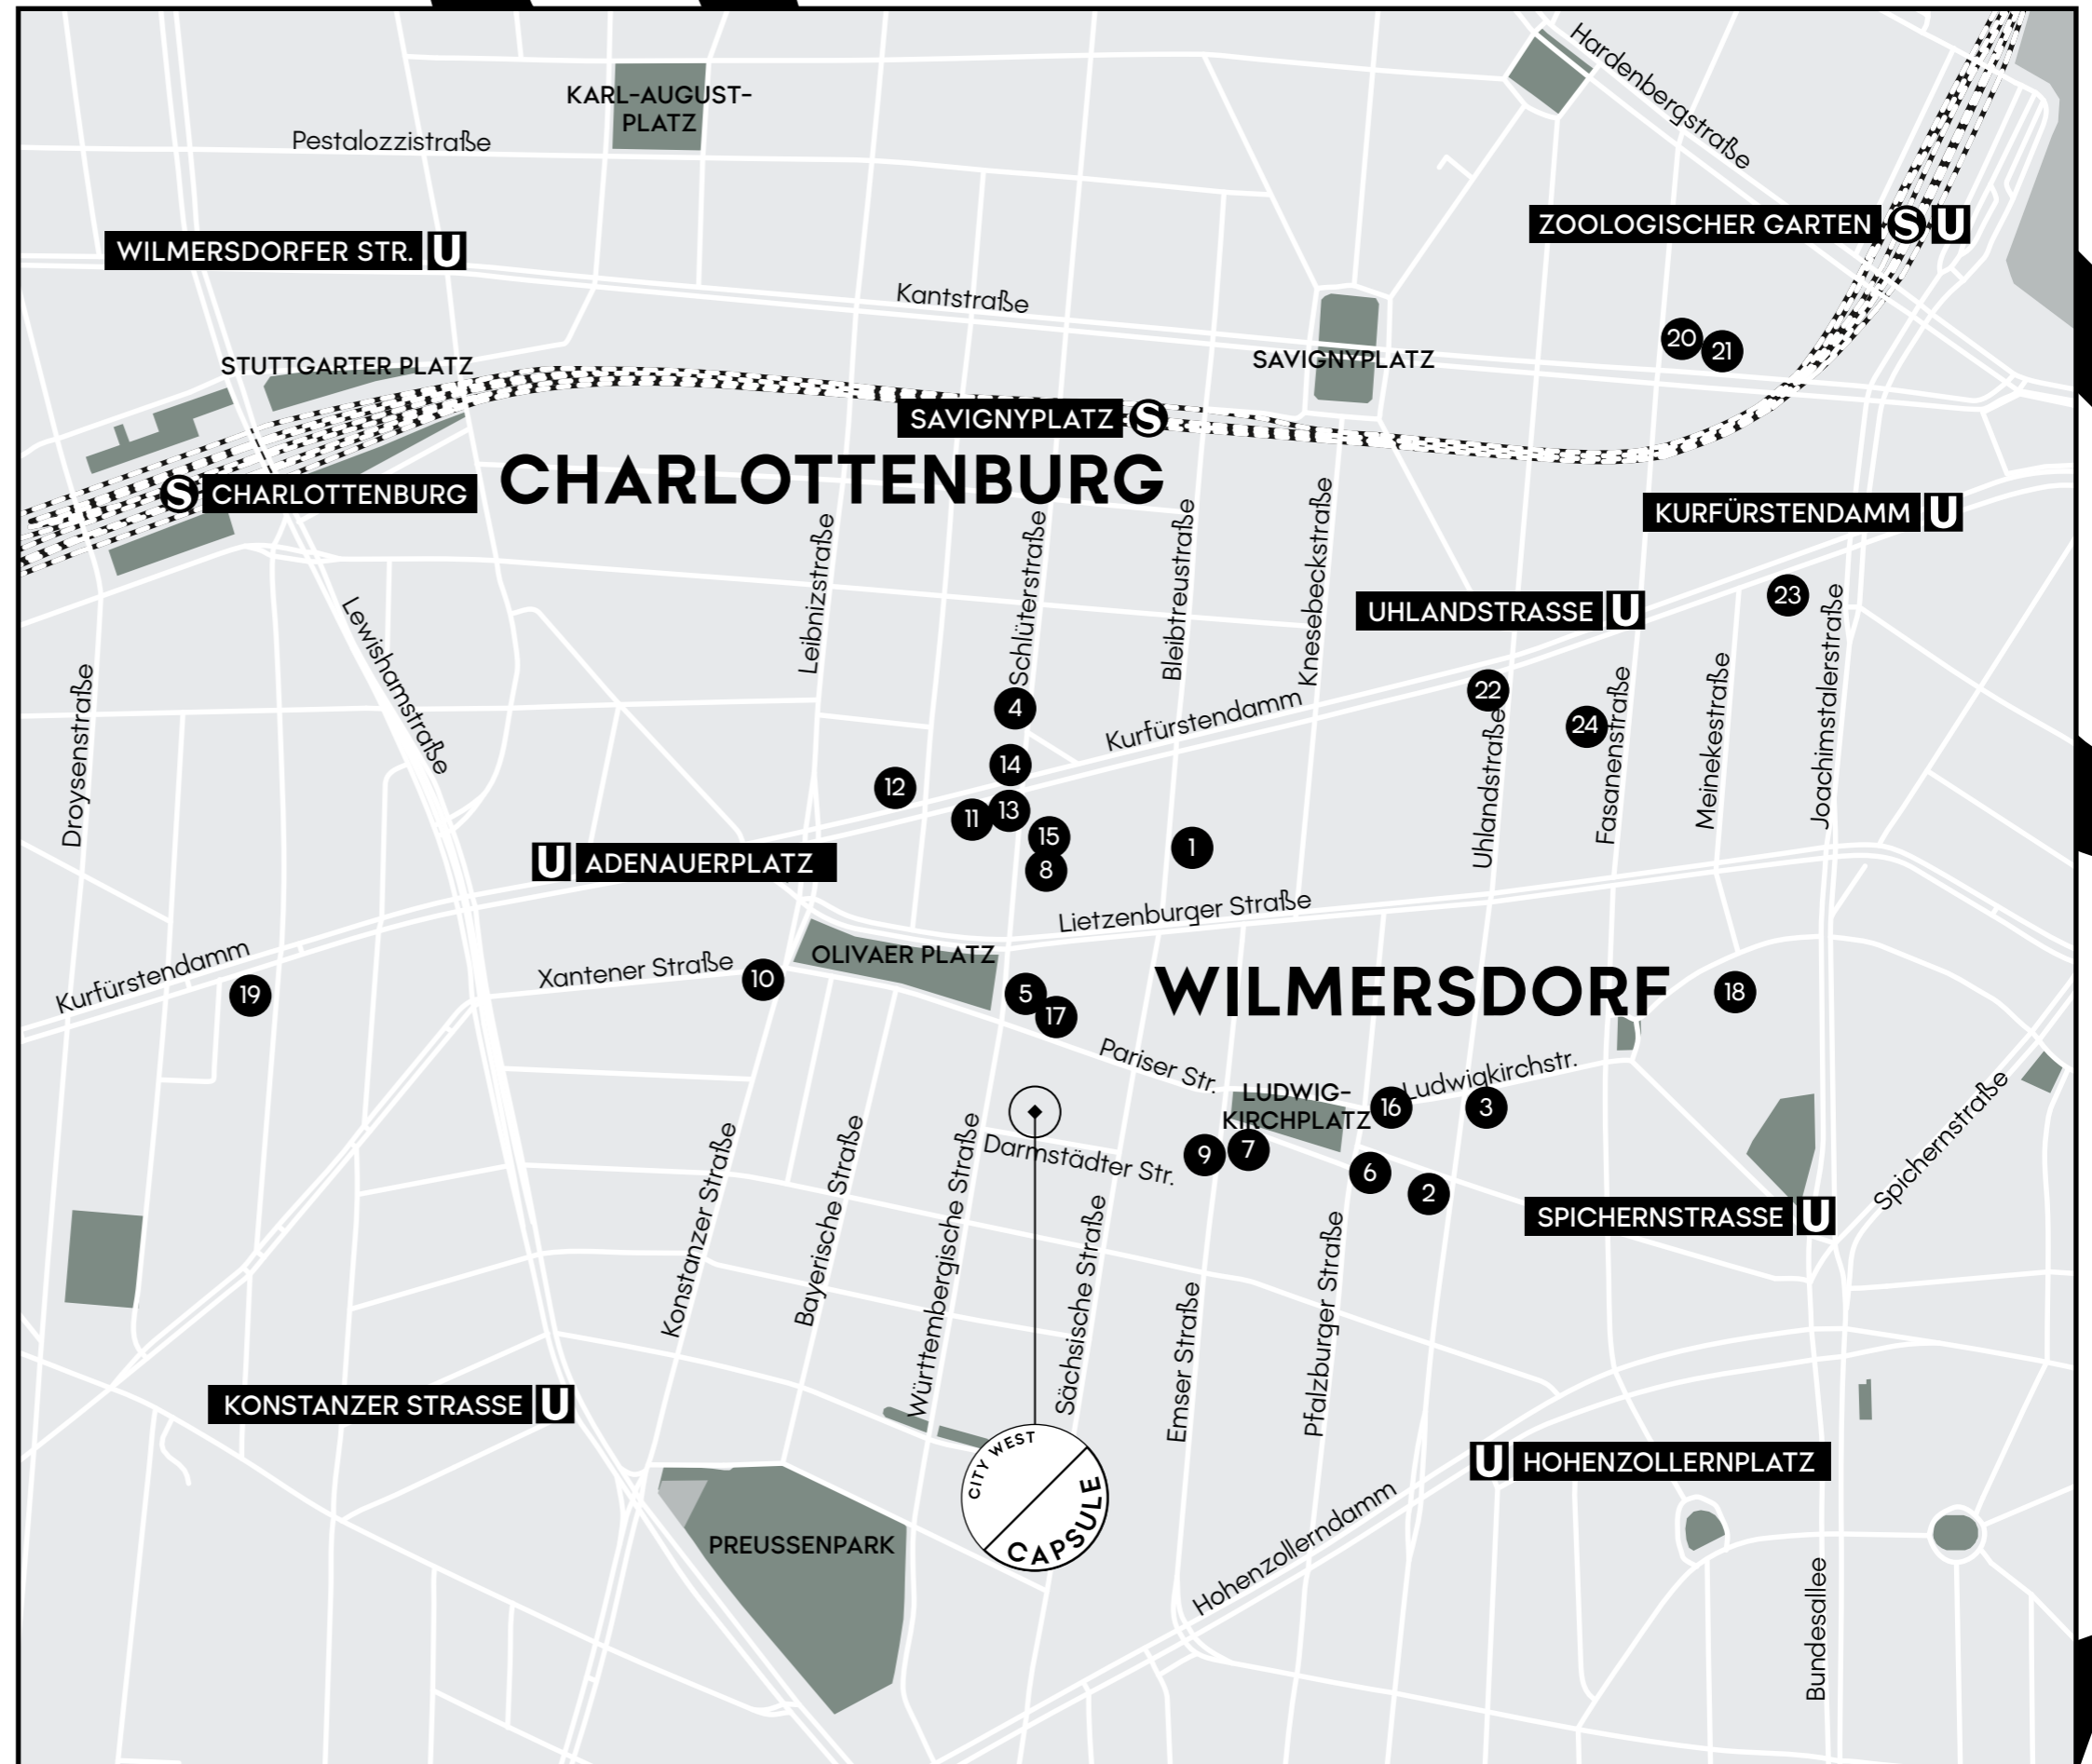 Hardenbergstraße
KARL-AUGUST-
PLATZ
Pestalozzistraße
ZOOLOGISCHER GARTEN S U
WILMERSDORFER STR. U
Kantstraße
20
21
STUTTGARTER PLATZ
SAVIGNYPLATZ
SAVIGNYPLATZ S
CHARLOTTENBURG
S CHARLOTTENBURG
KURFÜRSTENDAMM U
Leibnizstraße
Schlüterstraße
Bleibtreustraße
Knesebeckstraße
UHLANDSTRASSE U
23
Lewishamstraße
Droysenstraße
Joachimstalerstraße
Meinekestraße
Fasanenstraße
Uhlandstraße
22
24
4
Kurfürstendamm
14
12
11
13
15
8
1
U ADENAUERPLATZ
Lietzenburger Straße
OLIVAER PLATZ
Xantener Straße
10
Kurfürstendamm
19
5
17
WILMERSDORF
18
Pariser Str.
LUDWIG-
KIRCHPLATZ
16
Ludwigkirchstr.
3
Darmstädter Str.
9
7
6
2
Spichernstraße
SPICHERNSTRASSE U
Konstanzer Straße
Bayerische Straße
Württembergische Straße
Sächsische Straße
Emser Straße
Pfalzburger Straße
KONSTANZER STRASSE U
CITY WEST
CAPSULE
U HOHENZOLLERNPLATZ
PREUSSENPARK
Hohenzollerndamm
Bundesallee